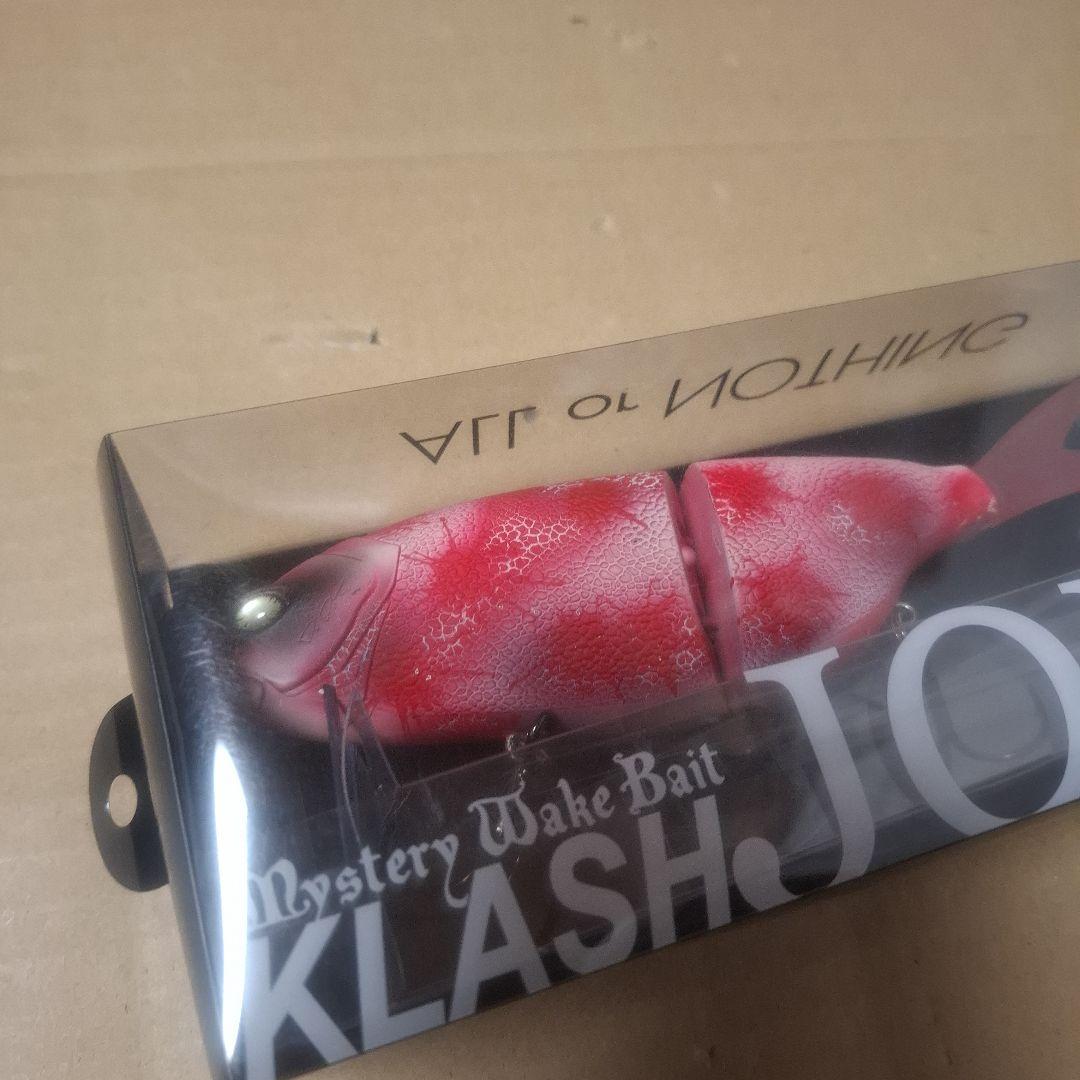 ALL or NOTHING
Mystery Wake Bait
KLASH JO